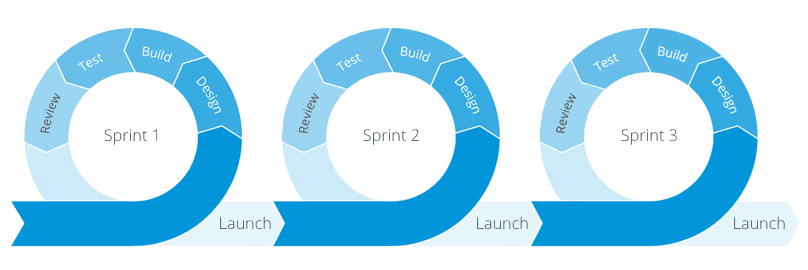 Test
Build
Review
Design
Sprint 1
Launch
Test
Build
Review
Design
Sprint 2
Launch
Test
Build
Review
Design
Sprint 3
Launch